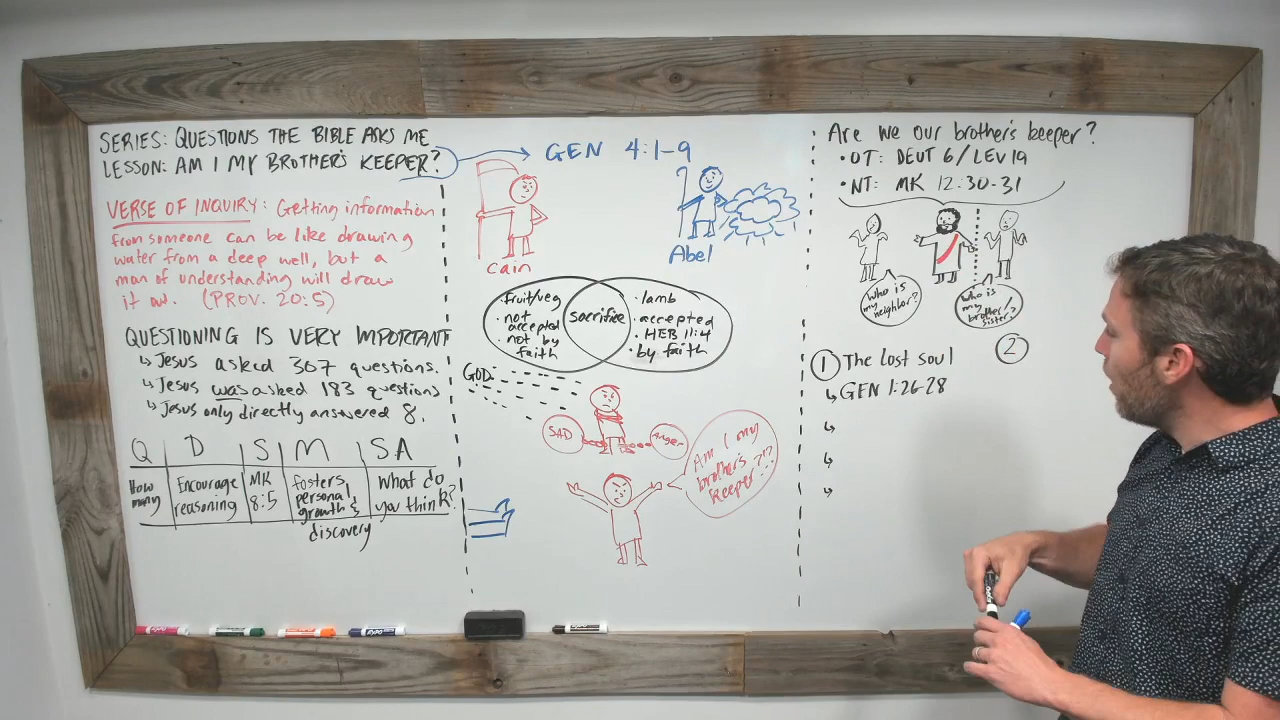 SERIES: QUESTIONS THE BIBLE ASKS ME
LESSON: AM I MY BROTHER'S KEEPER?
VERSE OF INQUIRY: Getting information
from someone can be like drawing
water from a deep well, but a
man of understanding will draw
it out. (PROV. 20:5)
QUESTIONING IS VERY IMPORTANT
↳ Jesus asked 307 questions.
↳ Jesus was asked 183 questions
↳ Jesus only directly answered 8.
Q D S M SA
How
many
Encourage
reasoning
MK
8:5
fosters
personal
growth &
discovery
what do
you think?
GEN 4:1-9
Cain
Abel
• fruit/veg
• not
accepted
• not by
faith
sacrifice
• lamb
• accepted
• HEB 11:4
• by faith
GOD
SAD
Anger
Am I my
brother's
keeper?!?
Are we our brother's keeper?
• OT: DEUT 6/LEV 19
• NT: MK 12:30-31
Who is
my
neighbor?
Who is
my
brother/
sister?
2
1 The lost soul
↳ GEN 1:26-28
↳
↳
↳
EXPO
EXPO